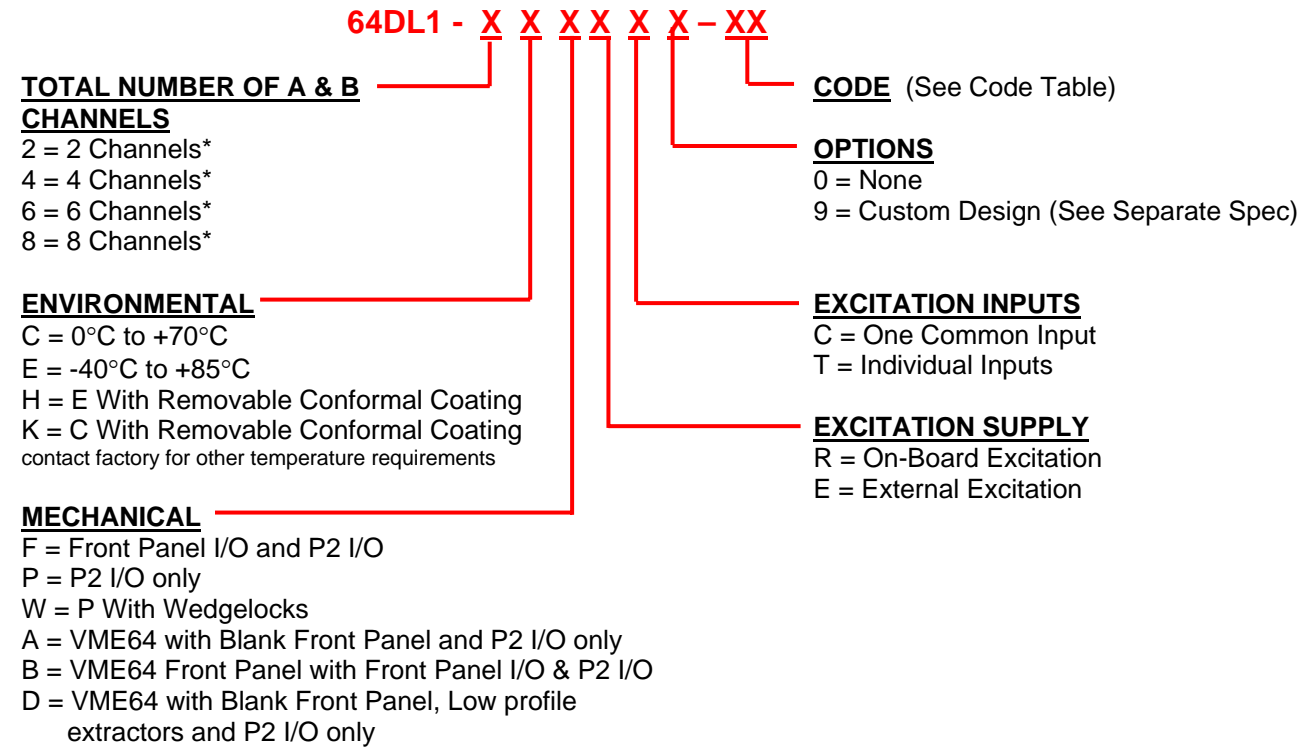 64DL1 - X X X X X X – XX
TOTAL NUMBER OF A & B
CHANNELS
2 = 2 Channels*
4 = 4 Channels*
6 = 6 Channels*
8 = 8 Channels*
ENVIRONMENTAL
C = 0°C to +70°C
E = -40°C to +85°C
H = E With Removable Conformal Coating
K = C With Removable Conformal Coating
contact factory for other temperature requirements
MECHANICAL
F = Front Panel I/O and P2 I/O
P = P2 I/O only
W = P With Wedgelocks
A = VME64 with Blank Front Panel and P2 I/O only
B = VME64 Front Panel with Front Panel I/O & P2 I/O
D = VME64 with Blank Front Panel, Low profile
extractors and P2 I/O only
CODE (See Code Table)
OPTIONS
0 = None
9 = Custom Design (See Separate Spec)
EXCITATION INPUTS
C = One Common Input
T = Individual Inputs
EXCITATION SUPPLY
R = On-Board Excitation
E = External Excitation